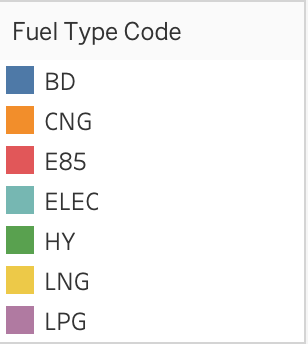 Fuel Type Code
BD
CNG
E85
ELEC
HY
LNG
LPG